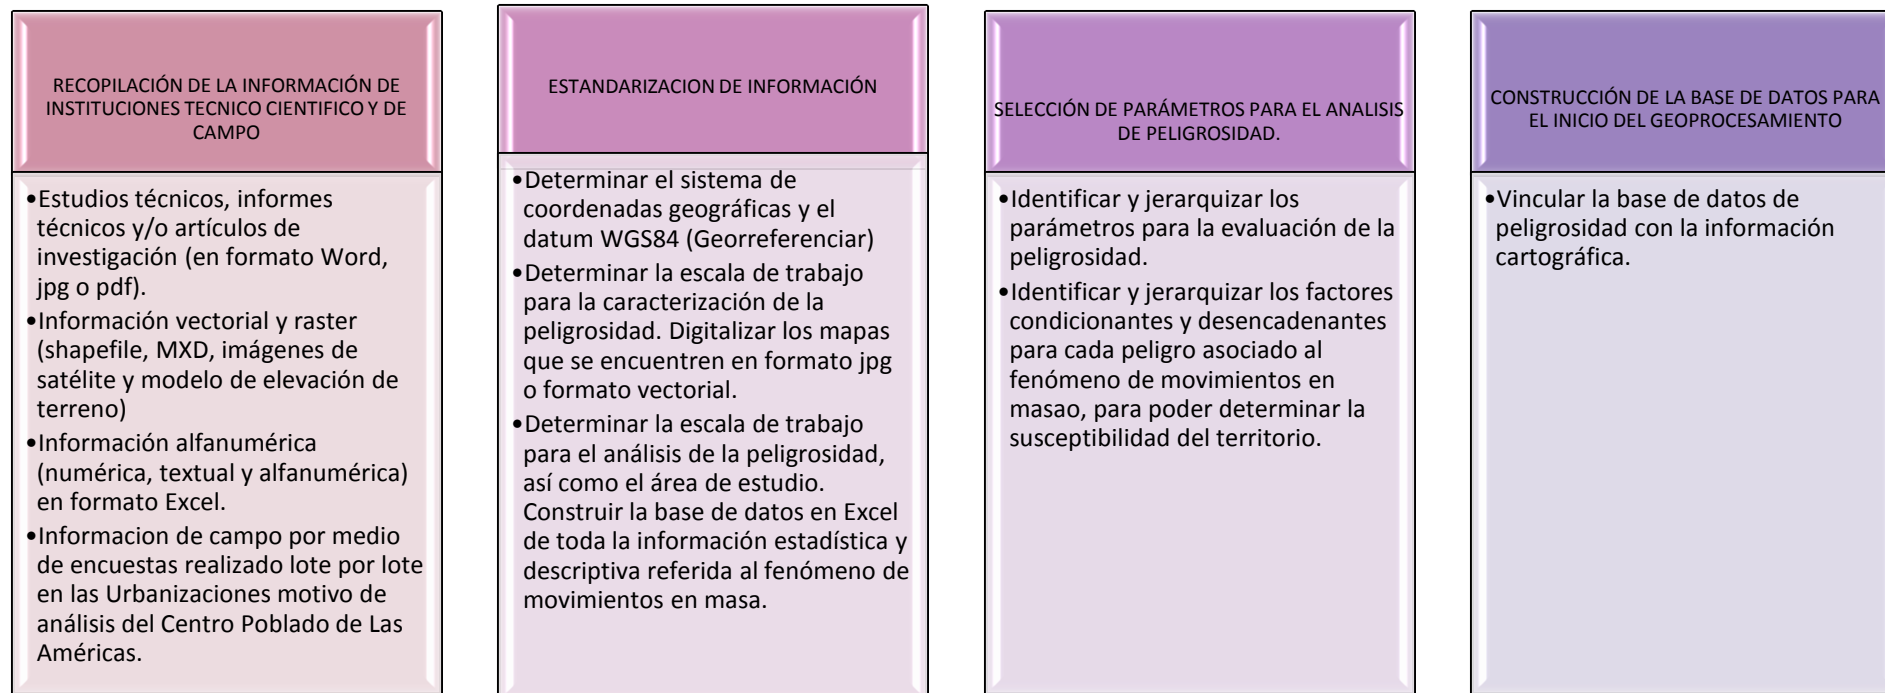 RECOPILACIÓN DE LA INFORMACIÓN DE
INSTITUCIONES TECNICO CIENTIFICO Y DE
CAMPO
•Estudios técnicos, informes
técnicos y/o artículos de
investigación (en formato Word,
jpg o pdf).
•Información vectorial y raster
(shapefile, MXD, imágenes de
satélite y modelo de elevación de
terreno)
•Información alfanumérica
(numérica, textual y alfanumérica)
en formato Excel.
•Informacion de campo por medio
de encuestas realizado lote por lote
en las Urbanizaciones motivo de
análisis del Centro Poblado de Las
Américas.
ESTANDARIZACION DE INFORMACIÓN
•Determinar el sistema de
coordenadas geográficas y el
datum WGS84 (Georreferenciar)
•Determinar la escala de trabajo
para la caracterización de la
peligrosidad. Digitalizar los mapas
que se encuentren en formato jpg
o formato vectorial.
•Determinar la escala de trabajo
para el análisis de la peligrosidad,
así como el área de estudio.
Construir la base de datos en Excel
de toda la información estadística y
descriptiva referida al fenómeno de
movimientos en masa.
SELECCIÓN DE PARÁMETROS PARA EL ANALISIS
DE PELIGROSIDAD.
•Identificar y jerarquizar los
parámetros para la evaluación de la
peligrosidad.
•Identificar y jerarquizar los factores
condicionantes y desencadenantes
para cada peligro asociado al
fenómeno de movimientos en
masao, para poder determinar la
susceptibilidad del territorio.
CONSTRUCCIÓN DE LA BASE DE DATOS PARA
EL INICIO DEL GEOPROCESAMIENTO
•Vincular la base de datos de
peligrosidad con la información
cartográfica.